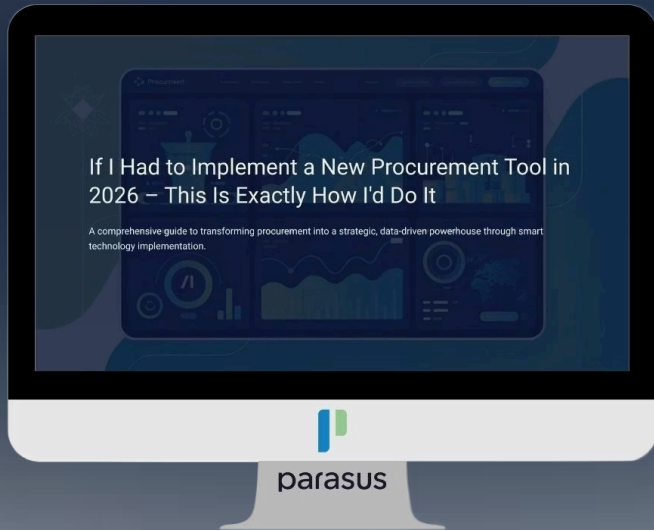 Procurement
If I Had to Implement a New Procurement Tool in
2026 – This Is Exactly How I'd Do It
A comprehensive guide to transforming procurement into a strategic, data-driven powerhouse through smart
technology implementation.
parasus